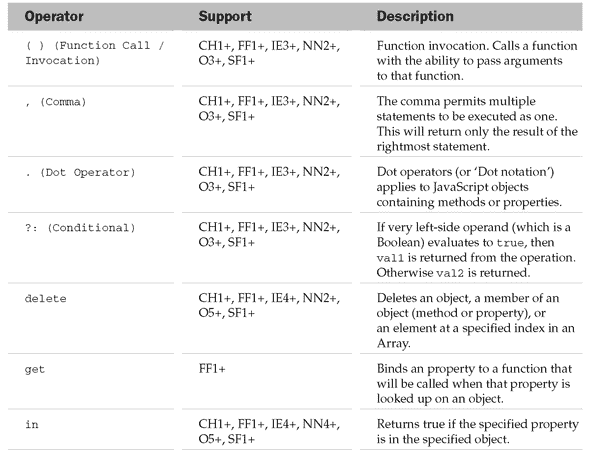 Operator Support Description
( ) (Function Call / CH1+, FF1+, IE3+, NN2+, Function invocation. Calls a function
Invocation) O3+, SF1+ with the ability to pass arguments
to that function.
, (Comma) CH1+, FF1+, IE3+, NN2+, The comma permits multiple
O3+, SF1+ statements to be executed as one.
This will return only the result of the
rightmost statement.
. (Dot Operator) CH1+, FF1+, IE3+, NN2+, Dot operators (or ‘Dot notation’)
O3+, SF1+ applies to JavaScript objects
containing methods or properties.
?: (Conditional) CH1+, FF1+, IE3+, NN2+, If very left-side operand (which is a
O3+, SF1+ Boolean) evaluates to true, then
val1 is returned from the operation.
Otherwise val2 is returned.
delete CH1+, FF1+, IE4+, NN2+, Deletes an object, a member of an
O5+, SF1+ object (method or property), or
an element at a specified index in an
Array.
get FF1+ Binds an property to a function that
will be called when that property is
looked up on an object.
in CH1+, FF1+, IE4+, NN4+, Returns true if the specified property
O5+, SF1+ is in the specified object.